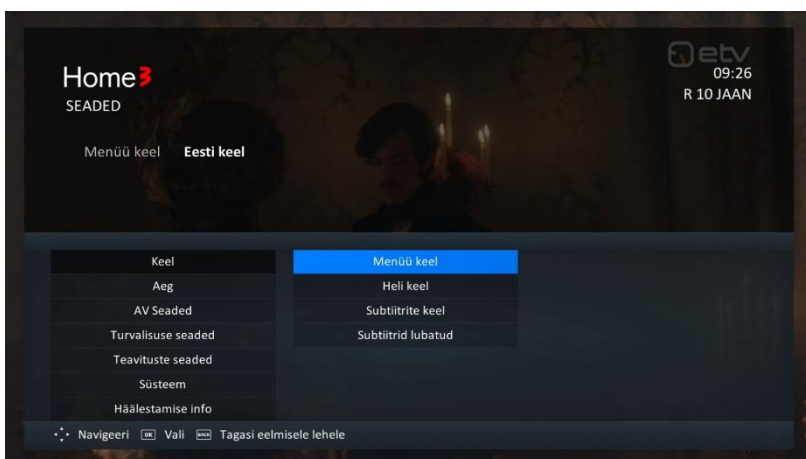 Home3
SEADED
etv
09:26
R 10 JAAN
Menüü keel Eesti keel
Keel
Aeg
AV Seaded
Turvalisuse seaded
Teavituste seaded
Süsteem
Häälestamise info
Menüü keel
Heli keel
Subtiitrite keel
Subtiitrid lubatud
Navigeeri OK Vali BACK Tagasi eelmisele lehele